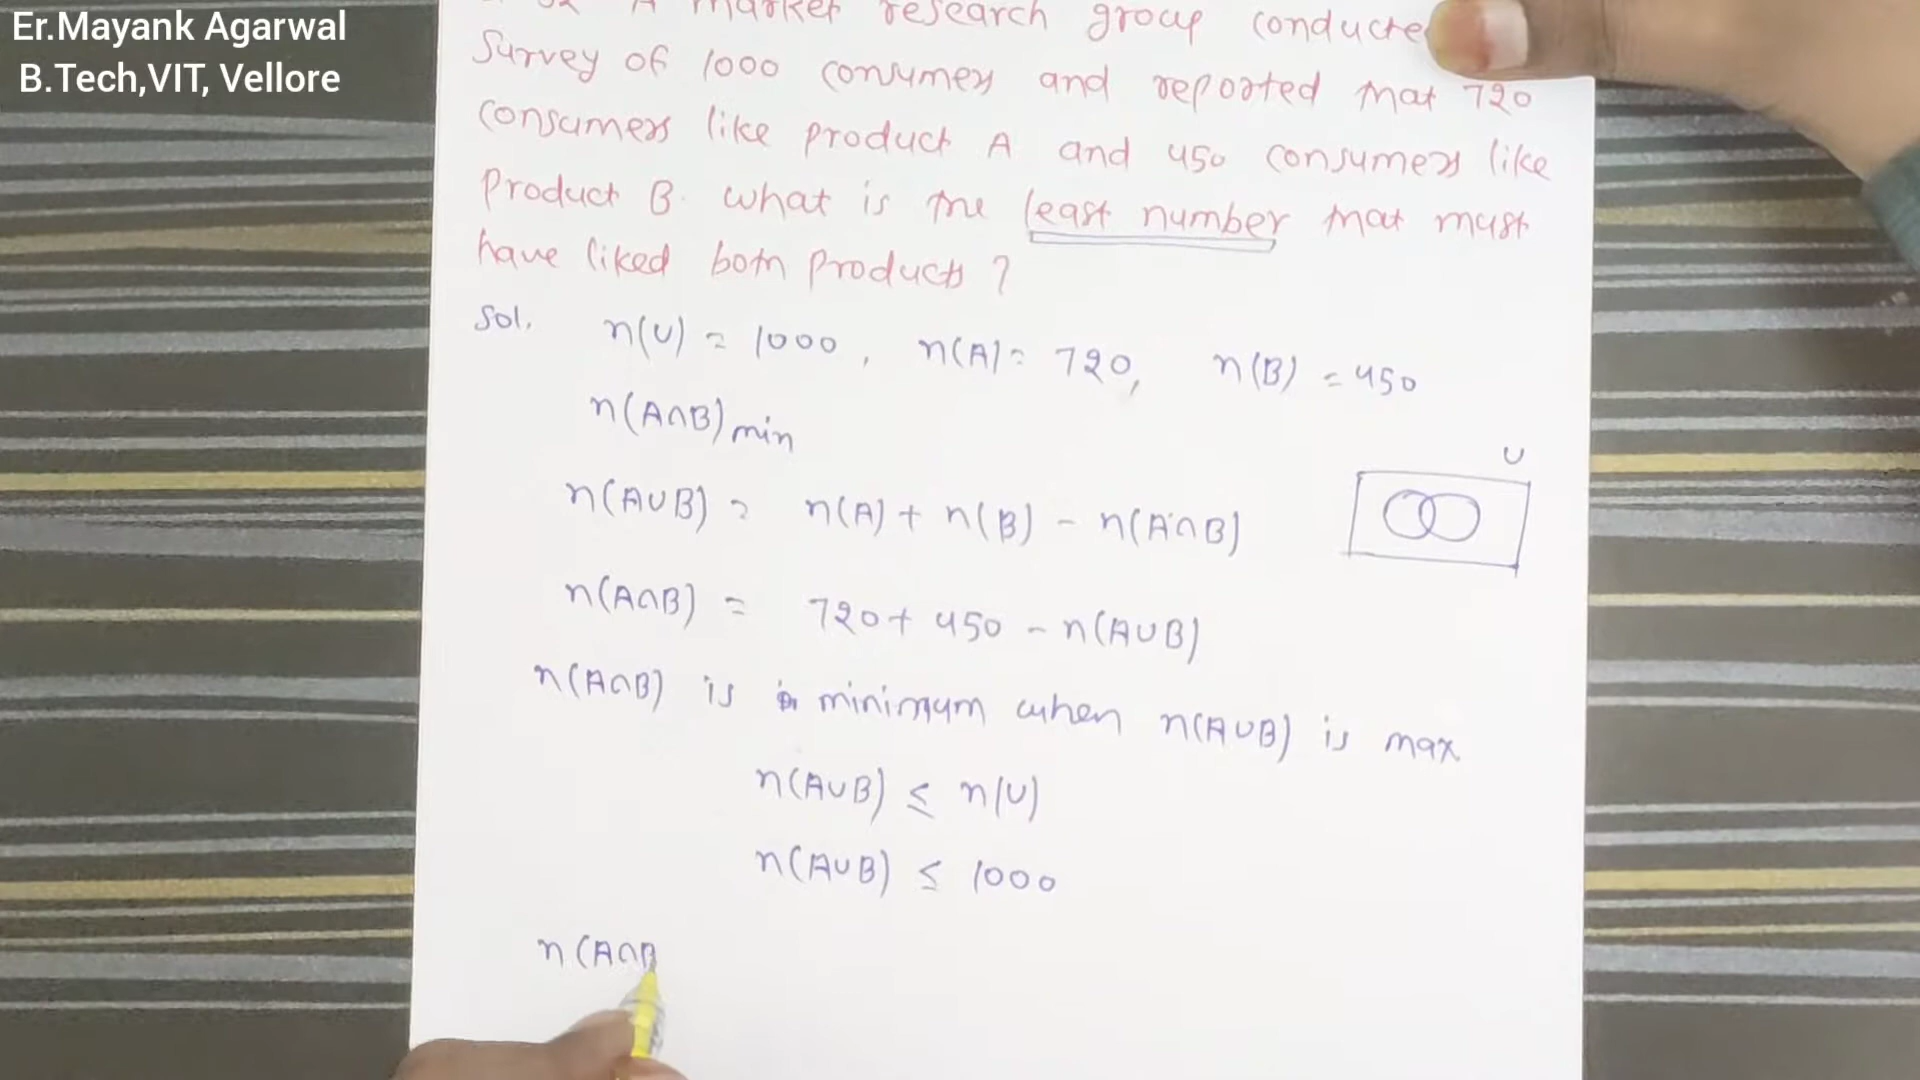 Er.Mayank Agarwal
B.Tech,VIT, Vellore
A market research group conducte
Survey of 1000 consumers and reported that 720
consumers like product A and 450 consumers like
Product B. what is the least number that must
have liked both products ?
Sol. n(U) = 1000, n(A) = 720, n(B) = 450
n(A∩B) min
U
n(A∪B) = n(A) + n(B) - n(A∩B)
n(A∩B) = 720 + 450 - n(A∪B)
n(A∩B) is minimum when n(A∪B) is max
n(A∪B) ≤ n(U)
n(A∪B) ≤ 1000
n(A∩B